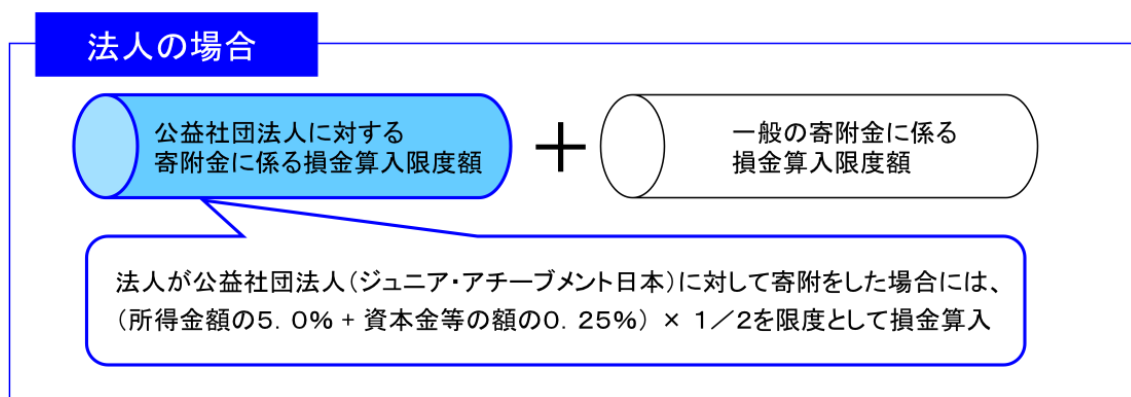 法人の場合
公益社団法人に対する
寄附金に係る損金算入限度額
＋
一般の寄附金に係る
損金算入限度額
法人が公益社団法人（ジュニア・アチーブメント日本）に対して寄附をした場合には、
（所得金額の５．０％ + 資本金等の額の０．２５％） × １／２を限度として損金算入